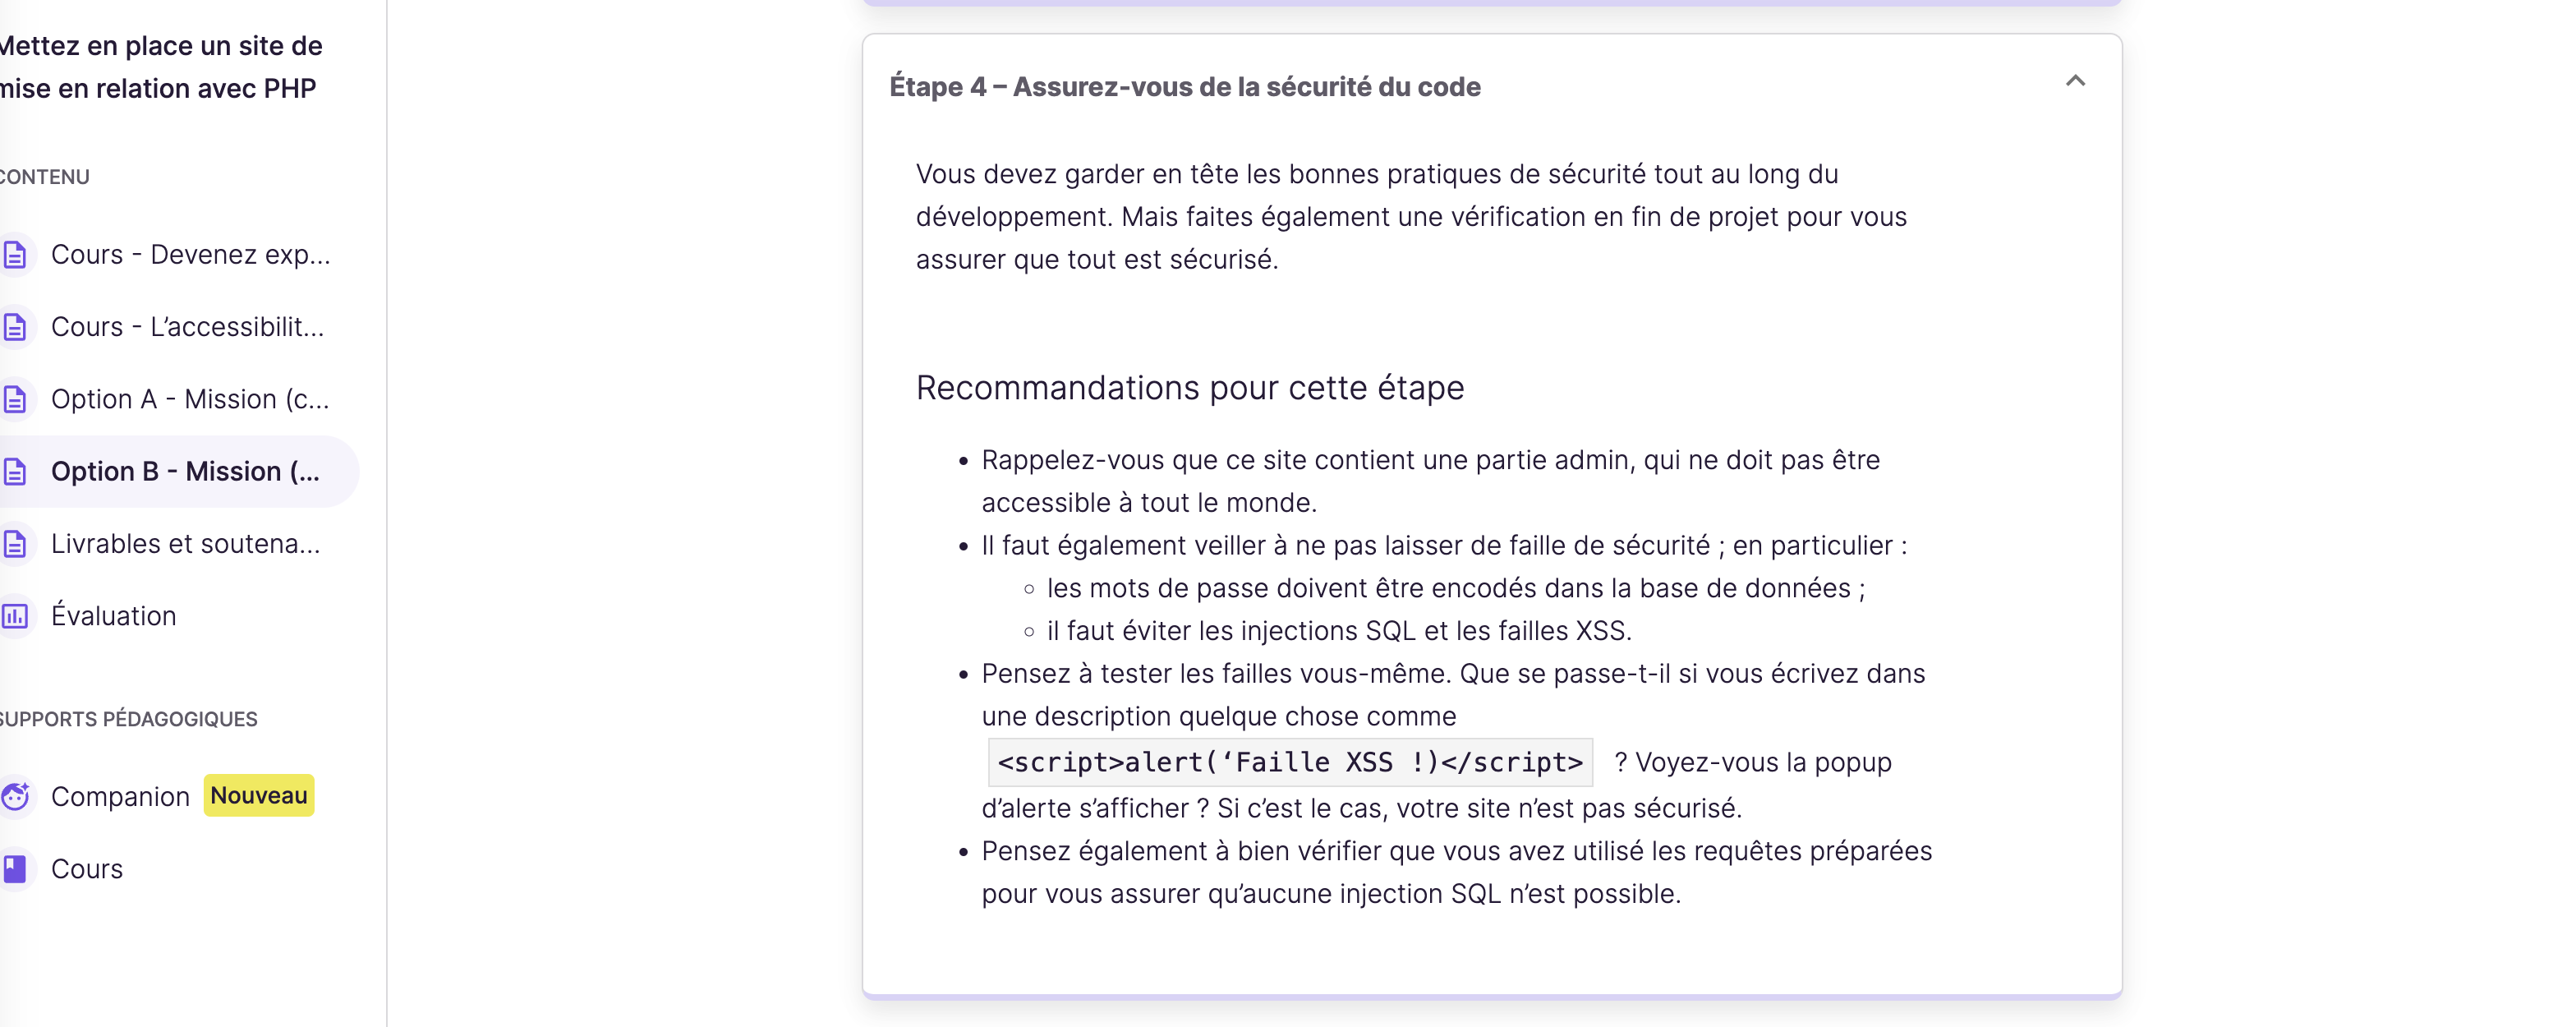 Mettez en place un site de
mise en relation avec PHP
CONTENU
Cours - Devenez exp...
Cours - L’accessibilit...
Option A - Mission (c...
Option B - Mission (...
Livrables et soutena...
Évaluation
SUPPORTS PÉDAGOGIQUES
Companion Nouveau
Cours
Étape 4 – Assurez-vous de la sécurité du code
Vous devez garder en tête les bonnes pratiques de sécurité tout au long du
développement. Mais faites également une vérification en fin de projet pour vous
assurer que tout est sécurisé.
Recommandations pour cette étape
• Rappelez-vous que ce site contient une partie admin, qui ne doit pas être
accessible à tout le monde.
• Il faut également veiller à ne pas laisser de faille de sécurité ; en particulier :
◦ les mots de passe doivent être encodés dans la base de données ;
◦ il faut éviter les injections SQL et les failles XSS.
• Pensez à tester les failles vous-même. Que se passe-t-il si vous écrivez dans
une description quelque chose comme
<script>alert(‘Faille XSS !)</script> ? Voyez-vous la popup
d’alerte s’afficher ? Si c’est le cas, votre site n’est pas sécurisé.
• Pensez également à bien vérifier que vous avez utilisé les requêtes préparées
pour vous assurer qu’aucune injection SQL n’est possible.